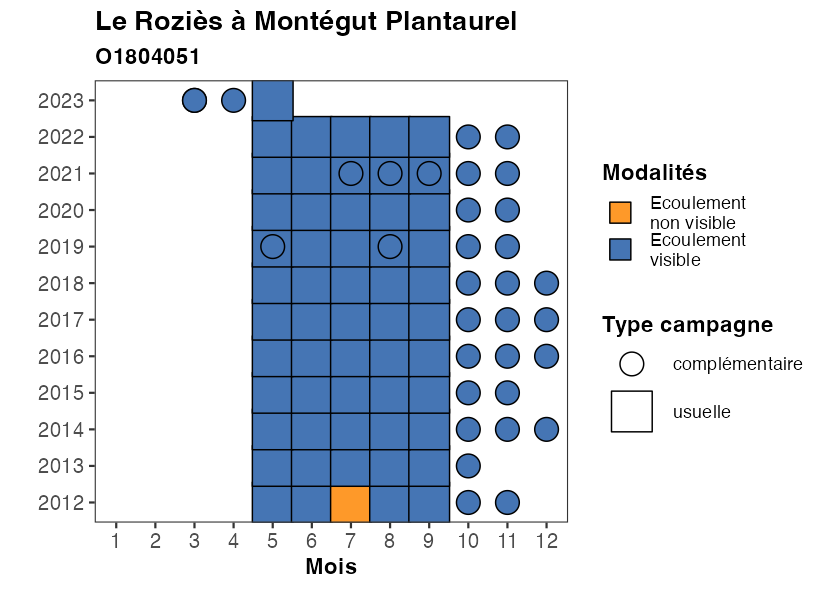 Le Roziès à Montégut Plantaurel
O1804051
2023
2022
2021
2020
2019
2018
2017
2016
2015
2014
2013
2012
1 2 3 4 5 6 7 8 9 10 11 12
Mois
Modalités
Ecoulement
non visible
Ecoulement
visible
Type campagne
complémentaire
usuelle